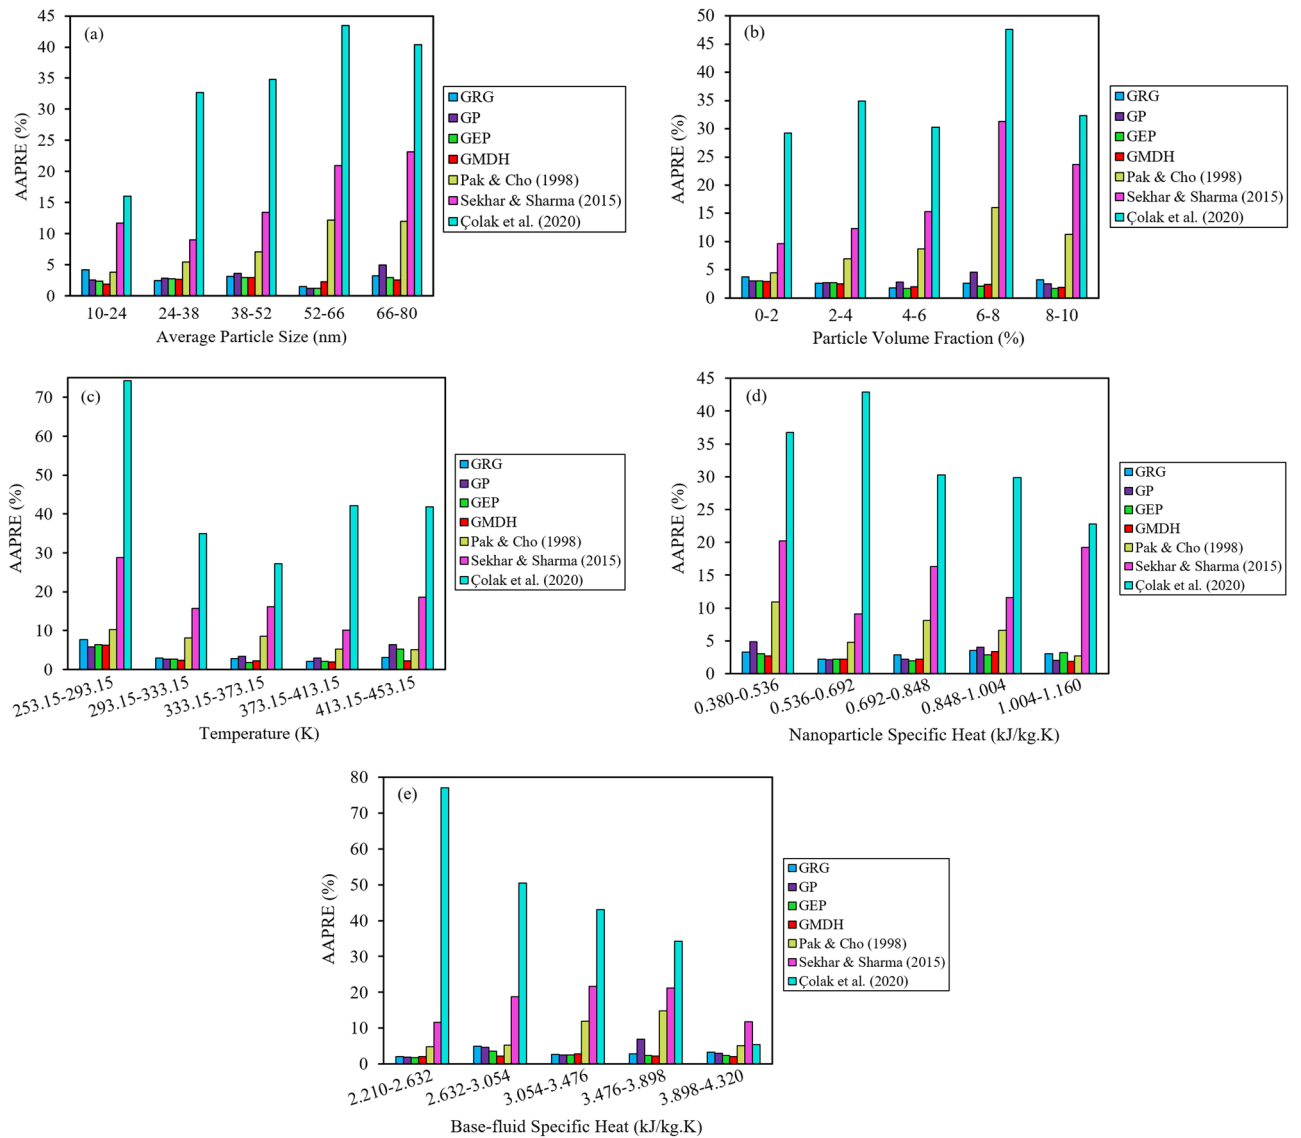 (a)
AAPRE (%)
45
40
35
30
25
20
15
10
5
0
10-24
24-38
38-52
52-66
66-80
Average Particle Size (nm)
GRG
GP
GEP
GMDH
Pak & Cho (1998)
Sekhar & Sharma (2015)
Çolak et al. (2020)
(b)
AAPRE (%)
50
45
40
35
30
25
20
15
10
5
0
0-2
2-4
4-6
6-8
8-10
Particle Volume Fraction (%)
GRG
GP
GEP
GMDH
Pak & Cho (1998)
Sekhar & Sharma (2015)
Çolak et al. (2020)
(c)
AAPRE (%)
70
60
50
40
30
20
10
0
253.15-293.15
293.15-333.15
333.15-373.15
373.15-413.15
413.15-453.15
Temperature (K)
GRG
GP
GEP
GMDH
Pak & Cho (1998)
Sekhar & Sharma (2015)
Çolak et al. (2020)
(d)
AAPRE (%)
45
40
35
30
25
20
15
10
5
0
0.380-0.536
0.536-0.692
0.692-0.848
0.848-1.004
1.004-1.160
Nanoparticle Specific Heat (kJ/kg.K)
GRG
GP
GEP
GMDH
Pak & Cho (1998)
Sekhar & Sharma (2015)
Çolak et al. (2020)
(e)
AAPRE (%)
80
70
60
50
40
30
20
10
0
2.210-2.632
2.632-3.054
3.054-3.476
3.476-3.898
3.898-4.320
Base-fluid Specific Heat (kJ/kg.K)
GRG
GP
GEP
GMDH
Pak & Cho (1998)
Sekhar & Sharma (2015)
Çolak et al. (2020)